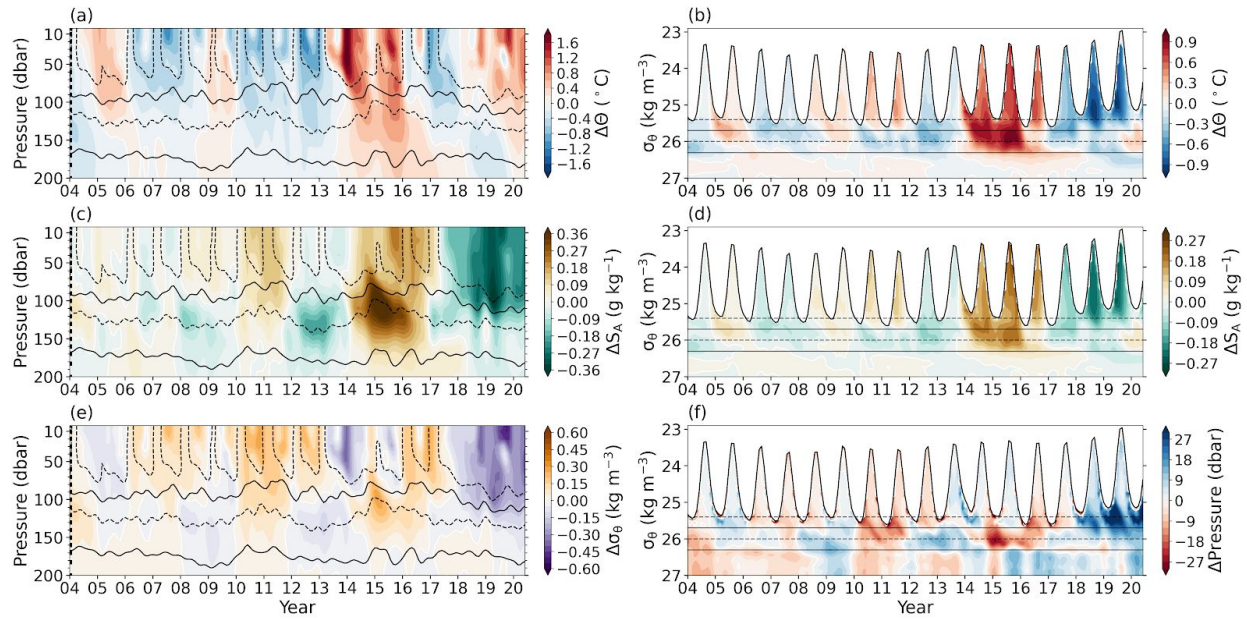 (a)
Pressure (dbar)
10
50
100
150
200
04 05 06 07 08 09 10 11 12 13 14 15 16 17 18 19 20
1.6
0.8
0.4
0.0
−0.4
−0.8
−1.6
ΔΘ (°C)
(b)
σθ (kg m⁻³)
23
24
25
26
27
04 05 06 07 08 09 10 11 12 13 14 15 16 17 18 19 20
0.9
0.6
0.3
0.0
−0.3
−0.6
−0.9
ΔΘ (°C)
(c)
Pressure (dbar)
10
50
100
150
200
04 05 06 07 08 09 10 11 12 13 14 15 16 17 18 19 20
0.36
0.27
0.18
0.09
0.00
−0.09
−0.18
−0.27
−0.36
ΔS_A (g kg⁻¹)
(d)
σθ (kg m⁻³)
23
24
25
26
27
04 05 06 07 08 09 10 11 12 13 14 15 16 17 18 19 20
0.27
0.18
0.09
0.00
−0.09
−0.18
−0.27
ΔS_A (g kg⁻¹)
(e)
Pressure (dbar)
10
50
100
150
200
04 05 06 07 08 09 10 11 12 13 14 15 16 17 18 19 20
Year
0.60
0.45
0.30
0.15
0.00
−0.15
−0.30
−0.45
−0.60
Δσθ (kg m⁻³)
(f)
σθ (kg m⁻³)
23
24
25
26
27
04 05 06 07 08 09 10 11 12 13 14 15 16 17 18 19 20
Year
27
18
9
0
−9
−18
−27
ΔPressure (dbar)